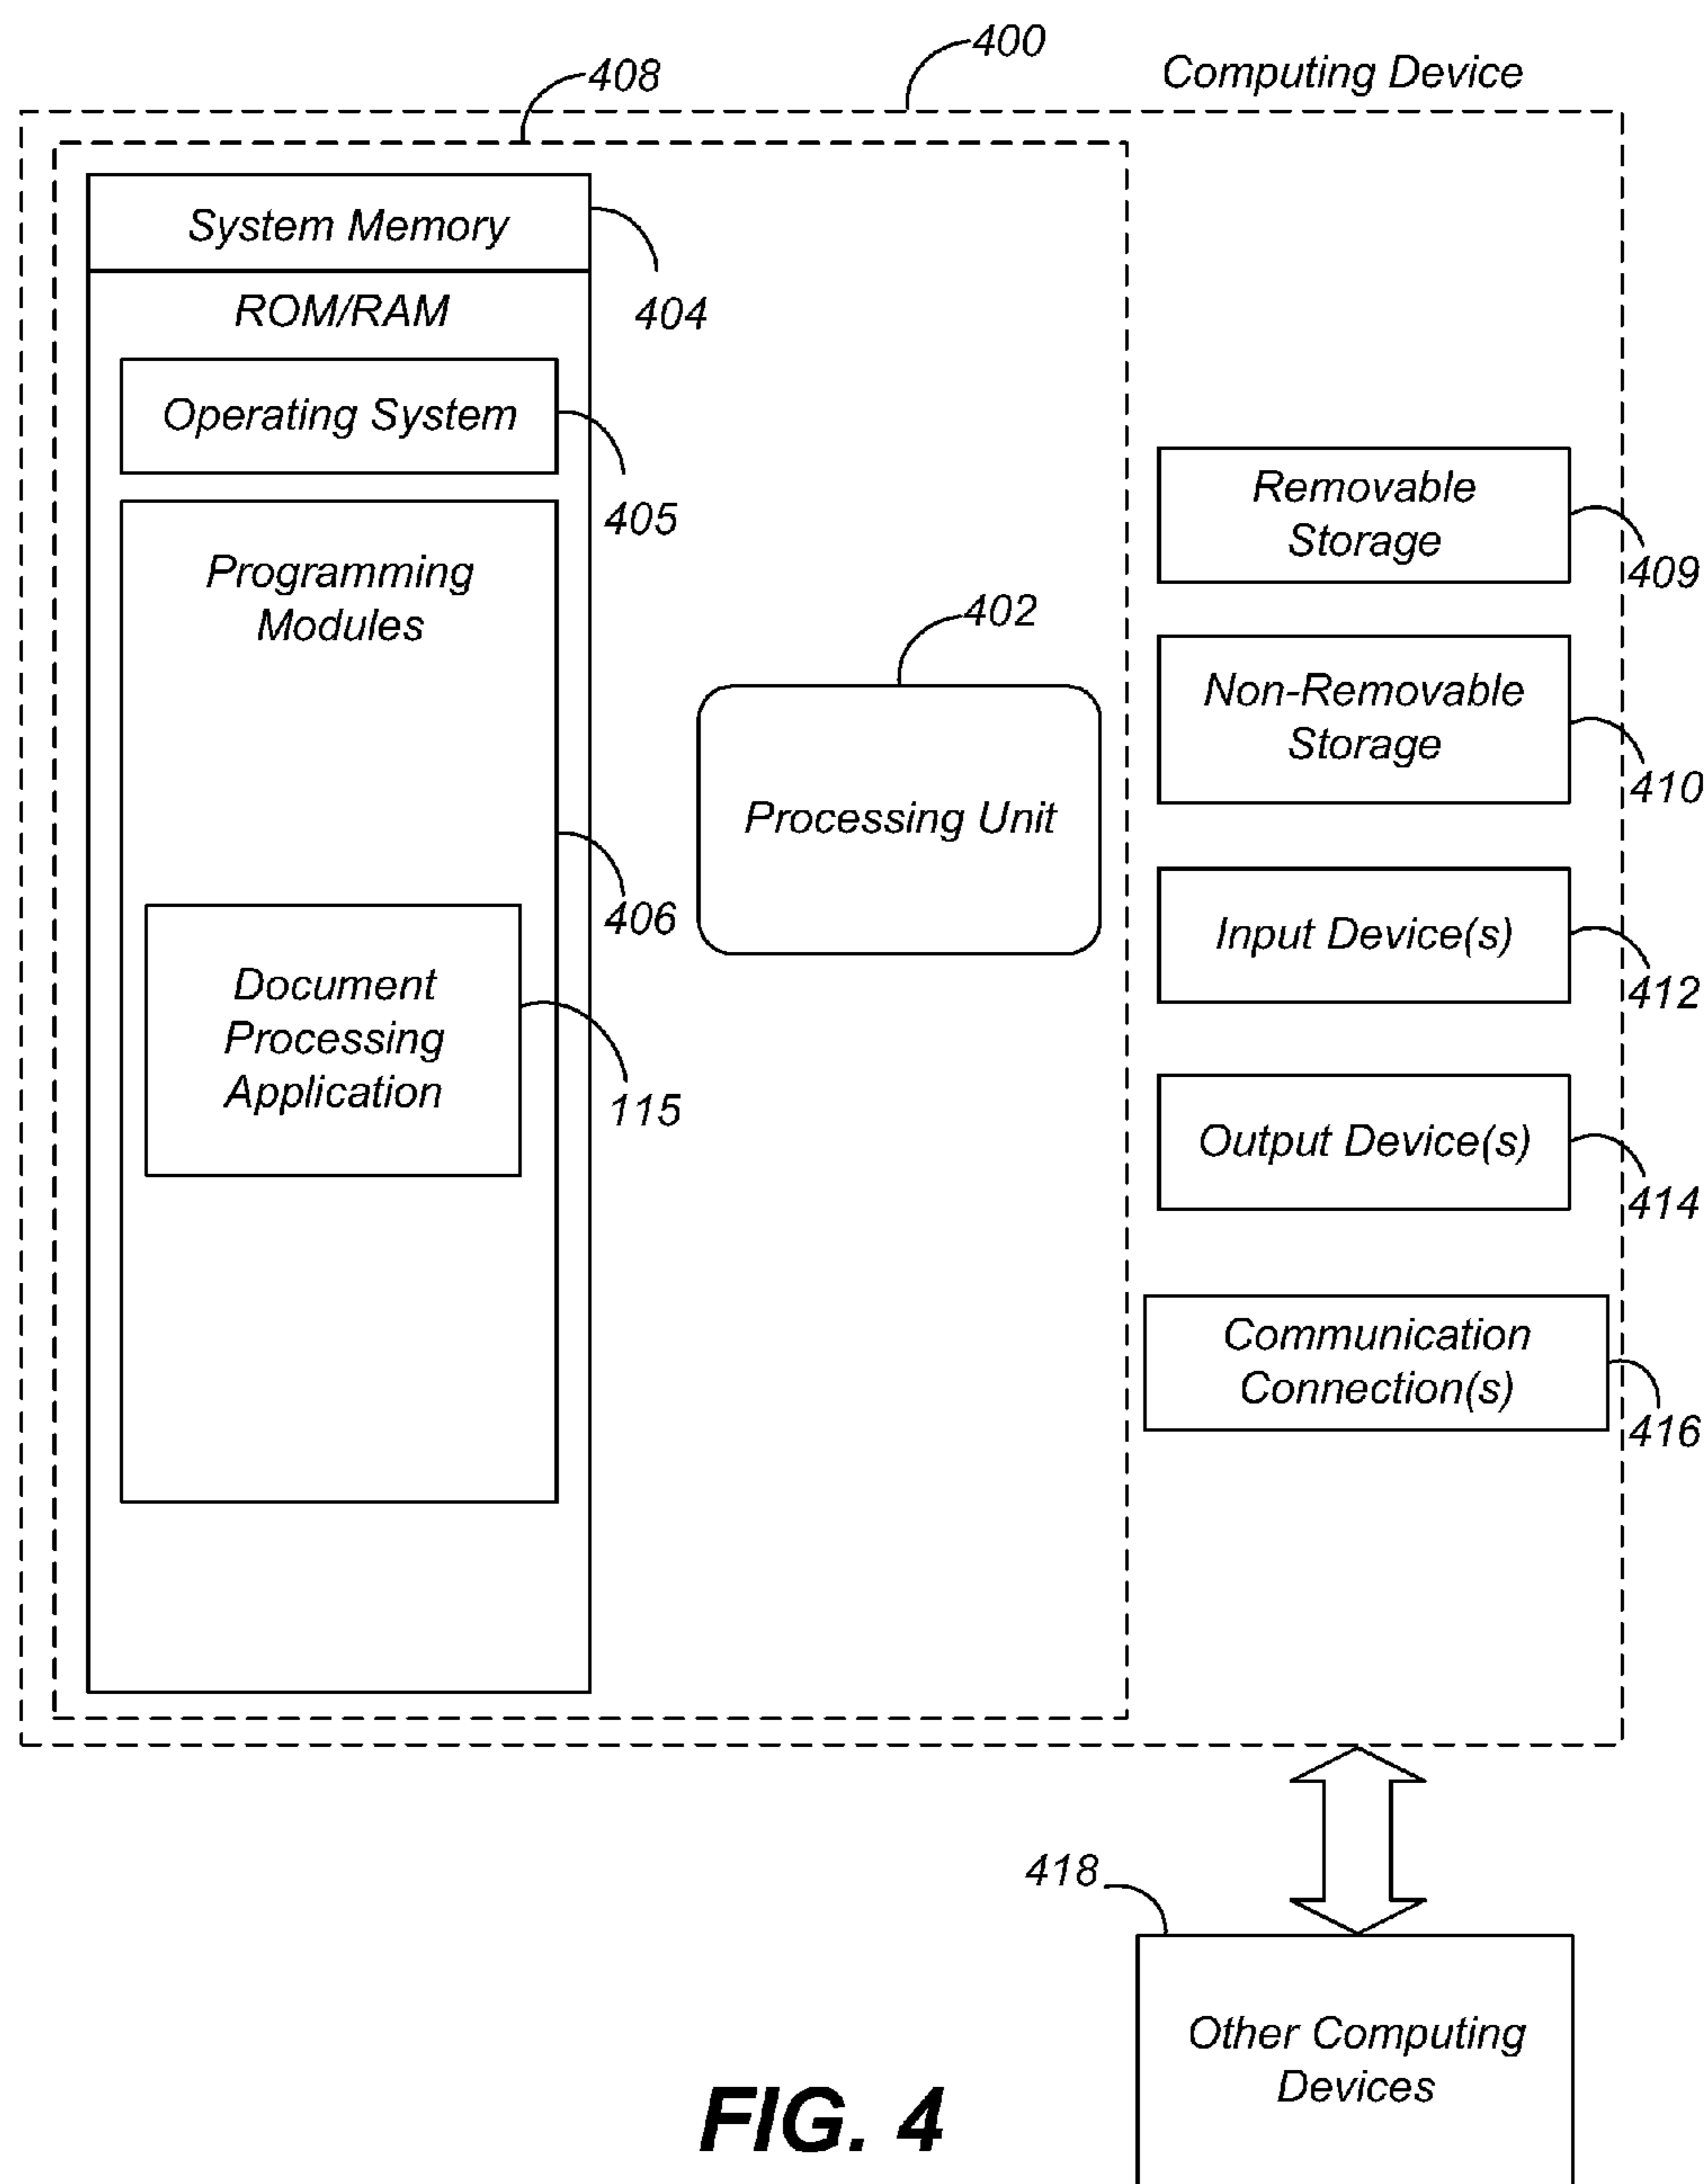 400
Computing Device
408
System Memory
404
ROM/RAM
Operating System
405
Programming
Modules
406
Document
Processing
Application
115
402
Processing Unit
Removable
Storage
409
Non-Removable
Storage
410
Input Device(s)
412
Output Device(s)
414
Communication
Connection(s)
416
418
Other Computing
Devices
FIG. 4